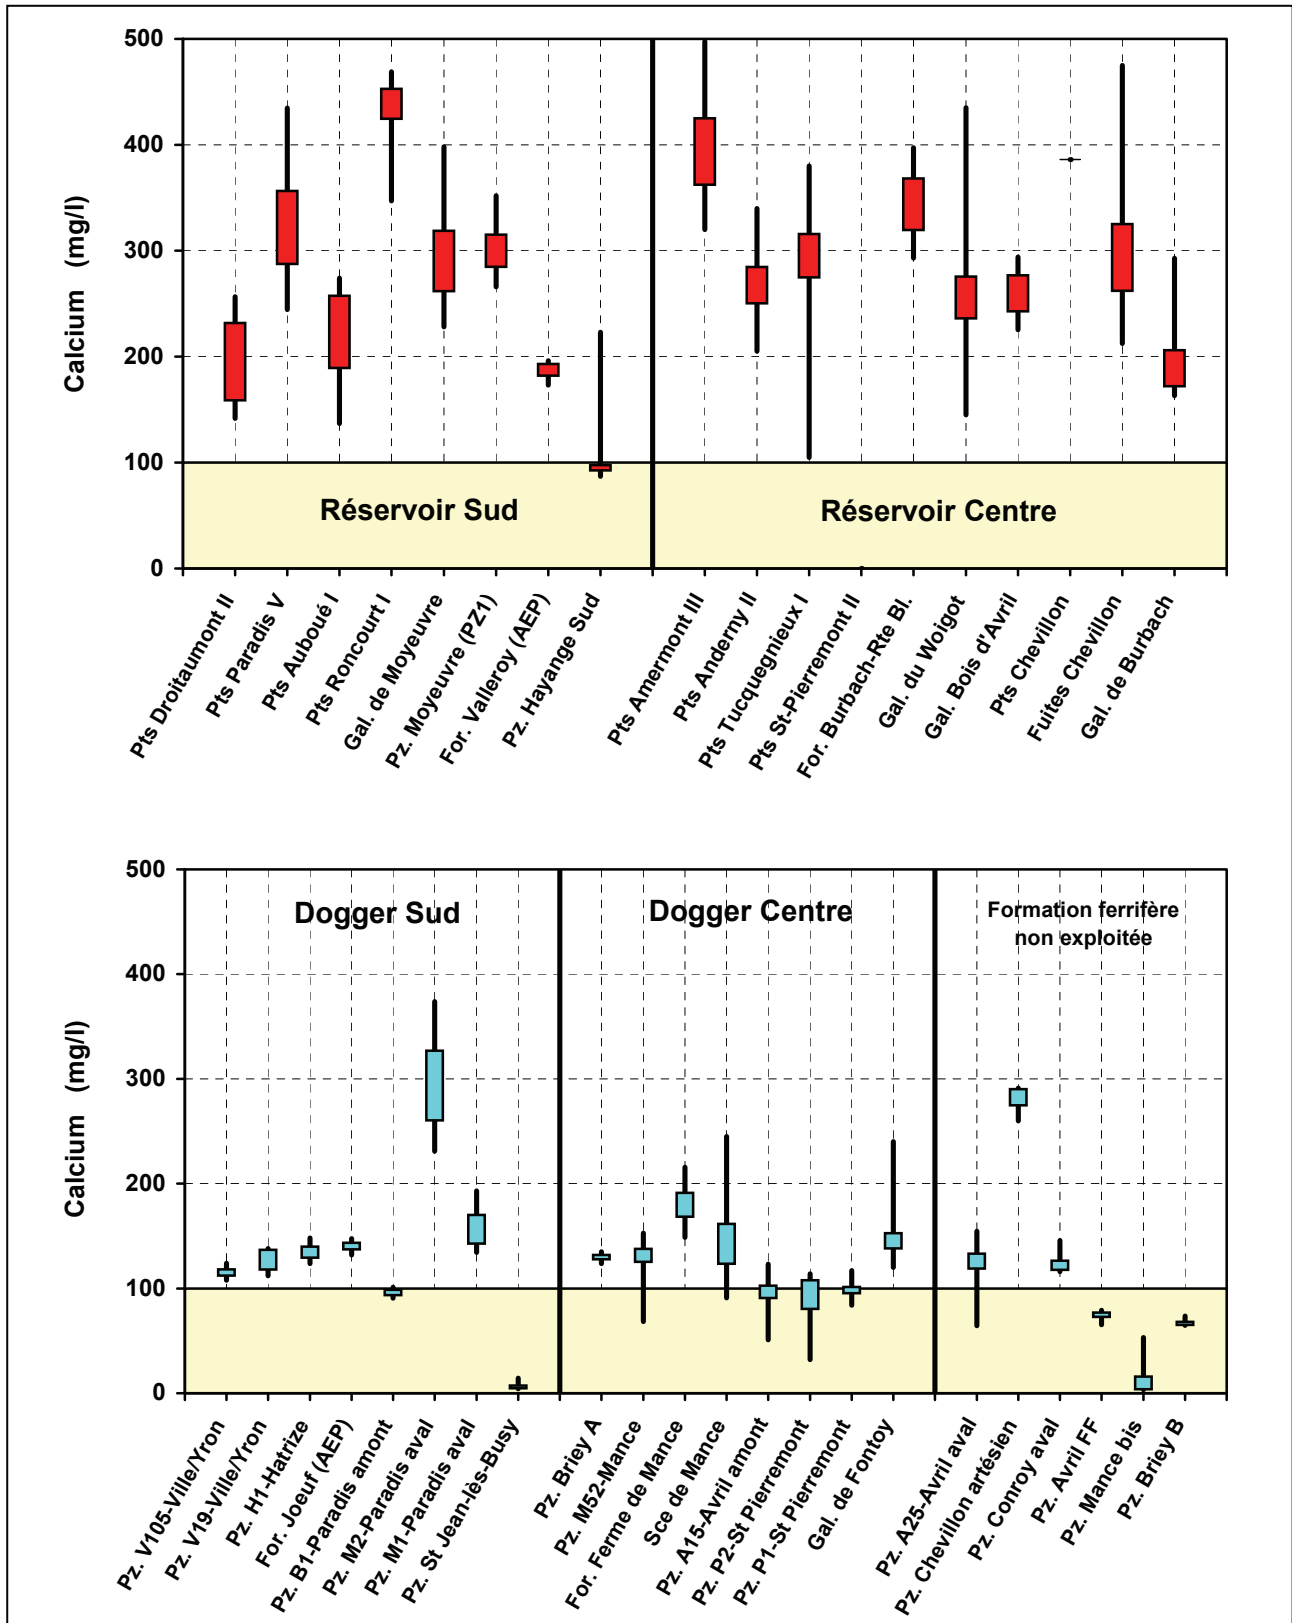 500
400
300
200
100
0
Calcium (mg/l)
Réservoir Sud
Réservoir Centre
Pts Droitaumont II
Pts Paradis V
Pts Auboué I
Pts Roncourt I
Gal. de Moyeuvre
Pz. Moyeuvre (PZ1)
For. Valleroy (AEP)
Pz. Hayange Sud
Pts Amermont III
Pts Anderny II
Pts Tucquegnieux I
Pts St-Pierremont II
For. Burbach-Rte Bl.
Gal. du Woigot
Gal. Bois d'Avril
Pts Chevillon
Fuites Chevillon
Gal. de Burbach
500
400
300
200
100
0
Calcium (mg/l)
Dogger Sud
Dogger Centre
Formation ferrifère
non exploitée
Pz. V105-Ville/Yron
Pz. V19-Ville/Yron
Pz. H1-Hatrize
For. Joeuf (AEP)
Pz. B1-Paradis amont
Pz. M2-Paradis aval
Pz. M1-Paradis aval
Pz. St Jean-lès-Busy
Pz. Briey A
Pz. M52-Mance
For. Ferme de Mance
Sce de Mance
Pz. A15-Avril amont
Pz. P2-St Pierremont
Pz. P1-St Pierremont
Gal. de Fontoy
Pz. A25-Avril aval
Pz. Chevillon artésien
Pz. Conroy aval
Pz. Avril FF
Pz. Mance bis
Pz. Briey B